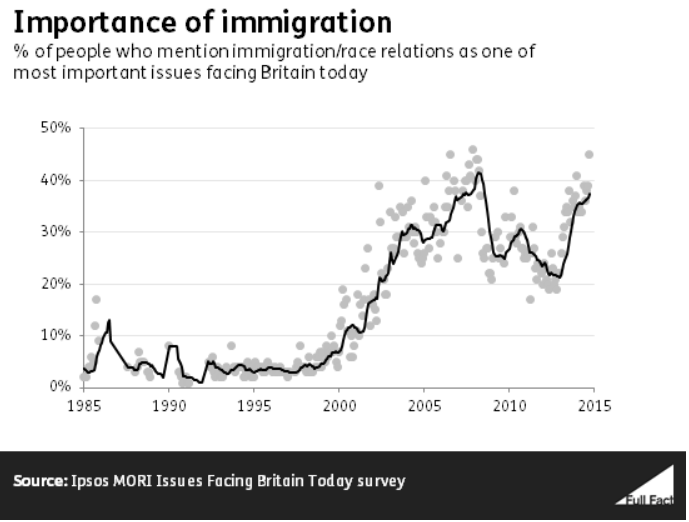 Importance of immigration
% of people who mention immigration/race relations as one of
most important issues facing Britain today
50%
40%
30%
20%
10%
0%
1985 1990 1995 2000 2005 2010 2015
Source: Ipsos MORI Issues Facing Britain Today survey
Full Fact